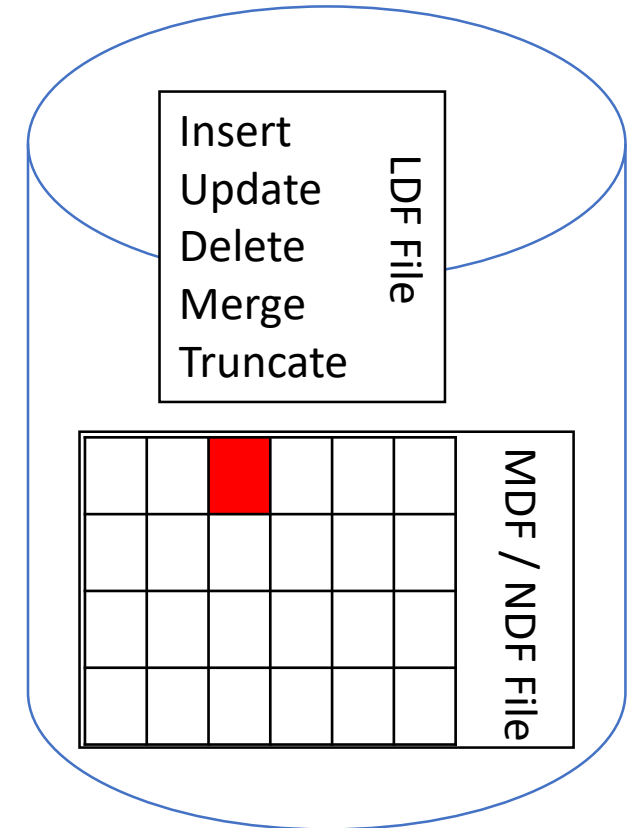 Insert
Update
Delete
Merge
Truncate
LDF File
MDF / NDF File